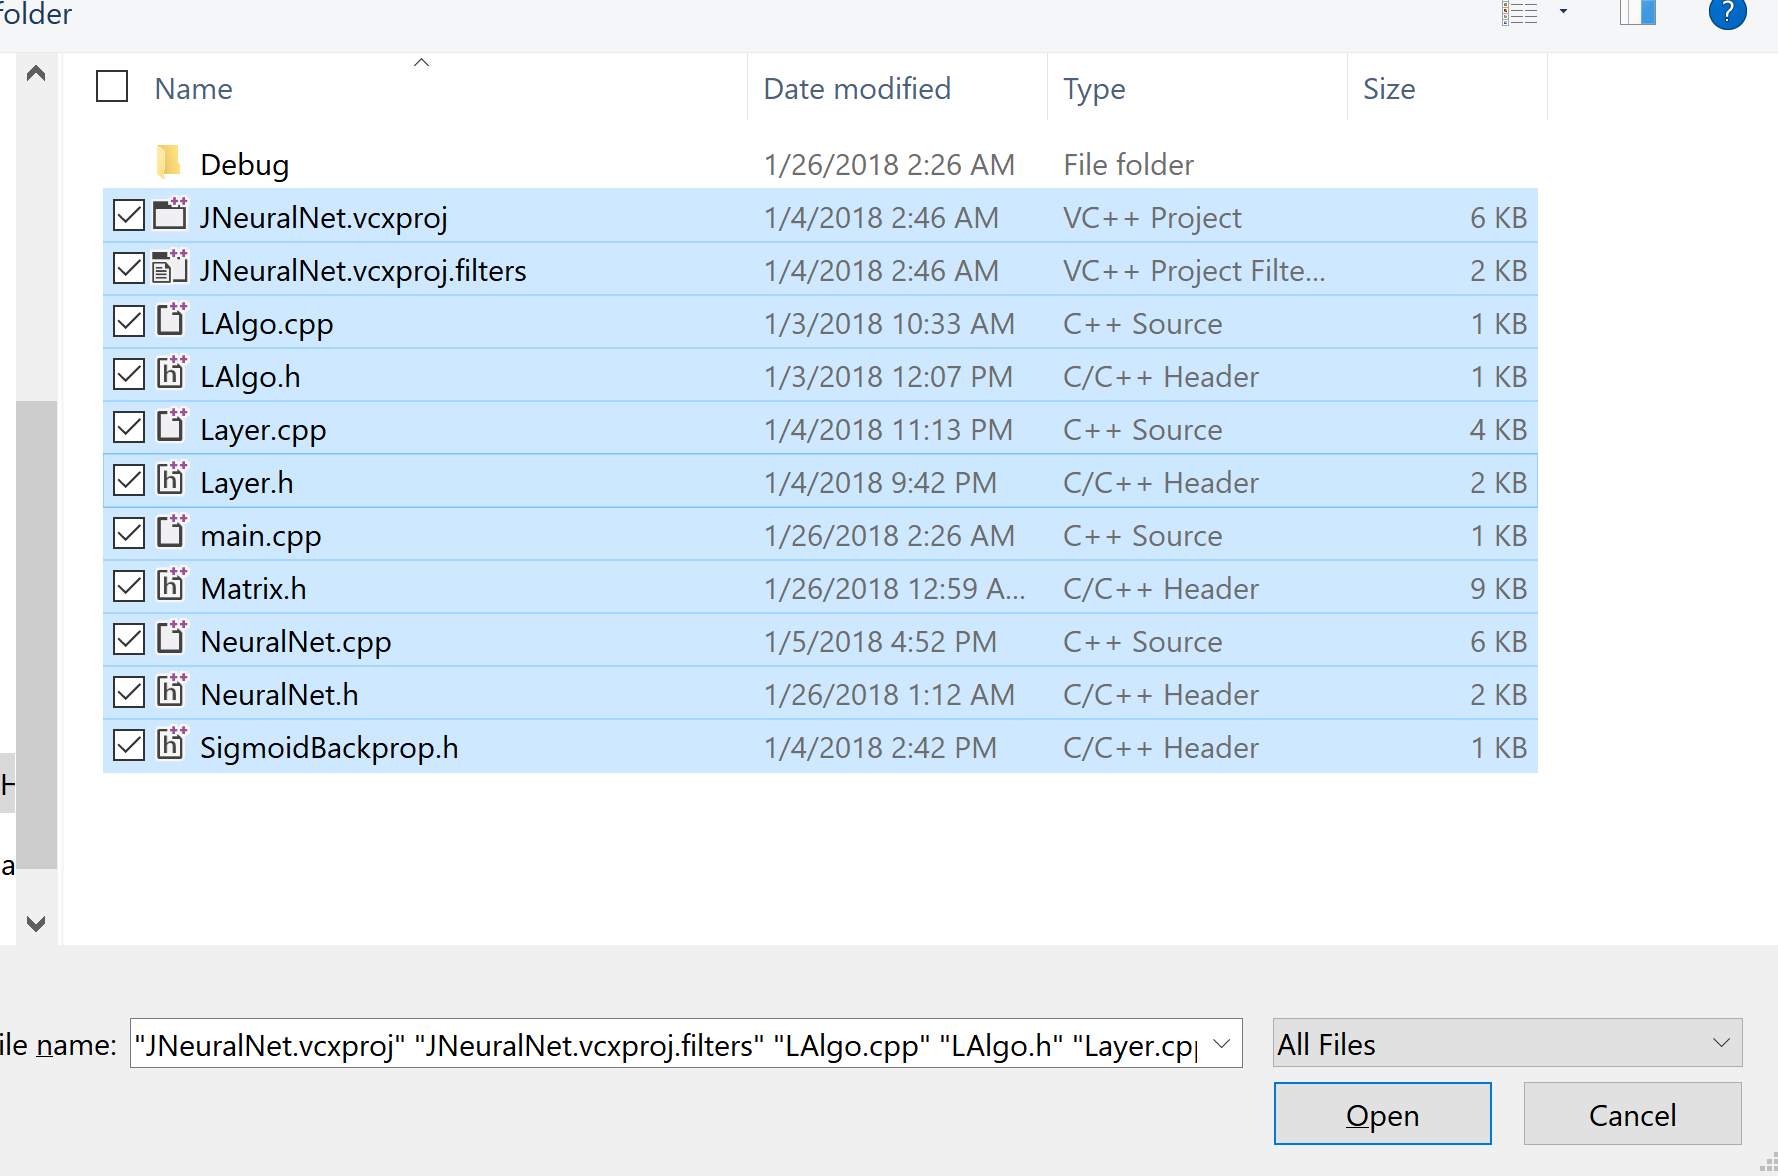 folder
?
Name Date modified Type Size
Debug 1/26/2018 2:26 AM File folder
JNeuralNet.vcxproj 1/4/2018 2:46 AM VC++ Project 6 KB
JNeuralNet.vcxproj.filters 1/4/2018 2:46 AM VC++ Project Filte... 2 KB
LAlgo.cpp 1/3/2018 10:33 AM C++ Source 1 KB
LAlgo.h 1/3/2018 12:07 PM C/C++ Header 1 KB
Layer.cpp 1/4/2018 11:13 PM C++ Source 4 KB
Layer.h 1/4/2018 9:42 PM C/C++ Header 2 KB
main.cpp 1/26/2018 2:26 AM C++ Source 1 KB
Matrix.h 1/26/2018 12:59 A... C/C++ Header 9 KB
NeuralNet.cpp 1/5/2018 4:52 PM C++ Source 6 KB
NeuralNet.h 1/26/2018 1:12 AM C/C++ Header 2 KB
SigmoidBackprop.h 1/4/2018 2:42 PM C/C++ Header 1 KB
H
a
ile name: "JNeuralNet.vcxproj" "JNeuralNet.vcxproj.filters" "LAlgo.cpp" "LAlgo.h" "Layer.cpp All Files
Open Cancel